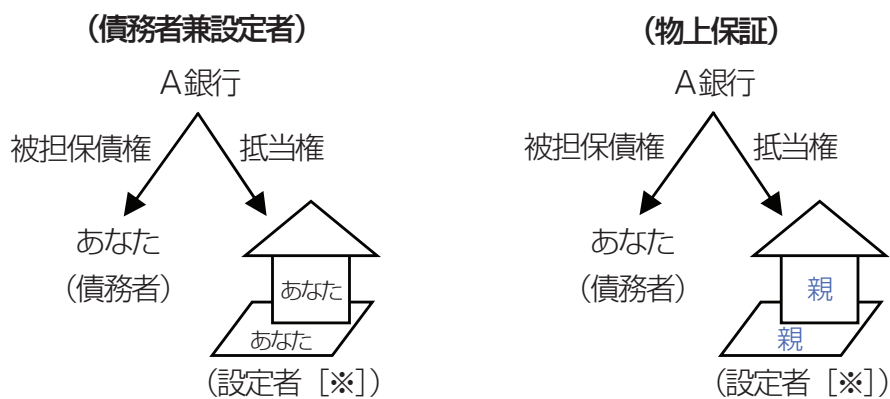 (債務者兼設定者)
A銀行
被担保債権
抵当権
あなた
(債務者)
あなた
あなた
(設定者[※])
(物上保証)
A銀行
被担保債権
抵当権
あなた
(債務者)
親
親
(設定者[※])